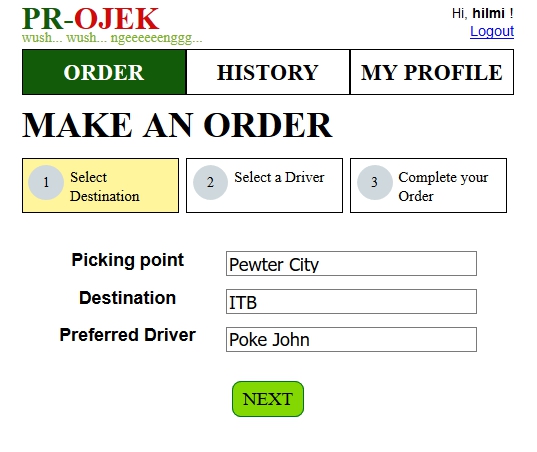 PR-OJEK
wush... wush... ngeeeeeenggg...
Hi, hilmi !
Logout
ORDER
HISTORY
MY PROFILE
MAKE AN ORDER
1
Select
Destination
2
Select a Driver
3
Complete your
Order
Picking point
Pewter City
Destination
ITB
Preferred Driver
Poke John
NEXT